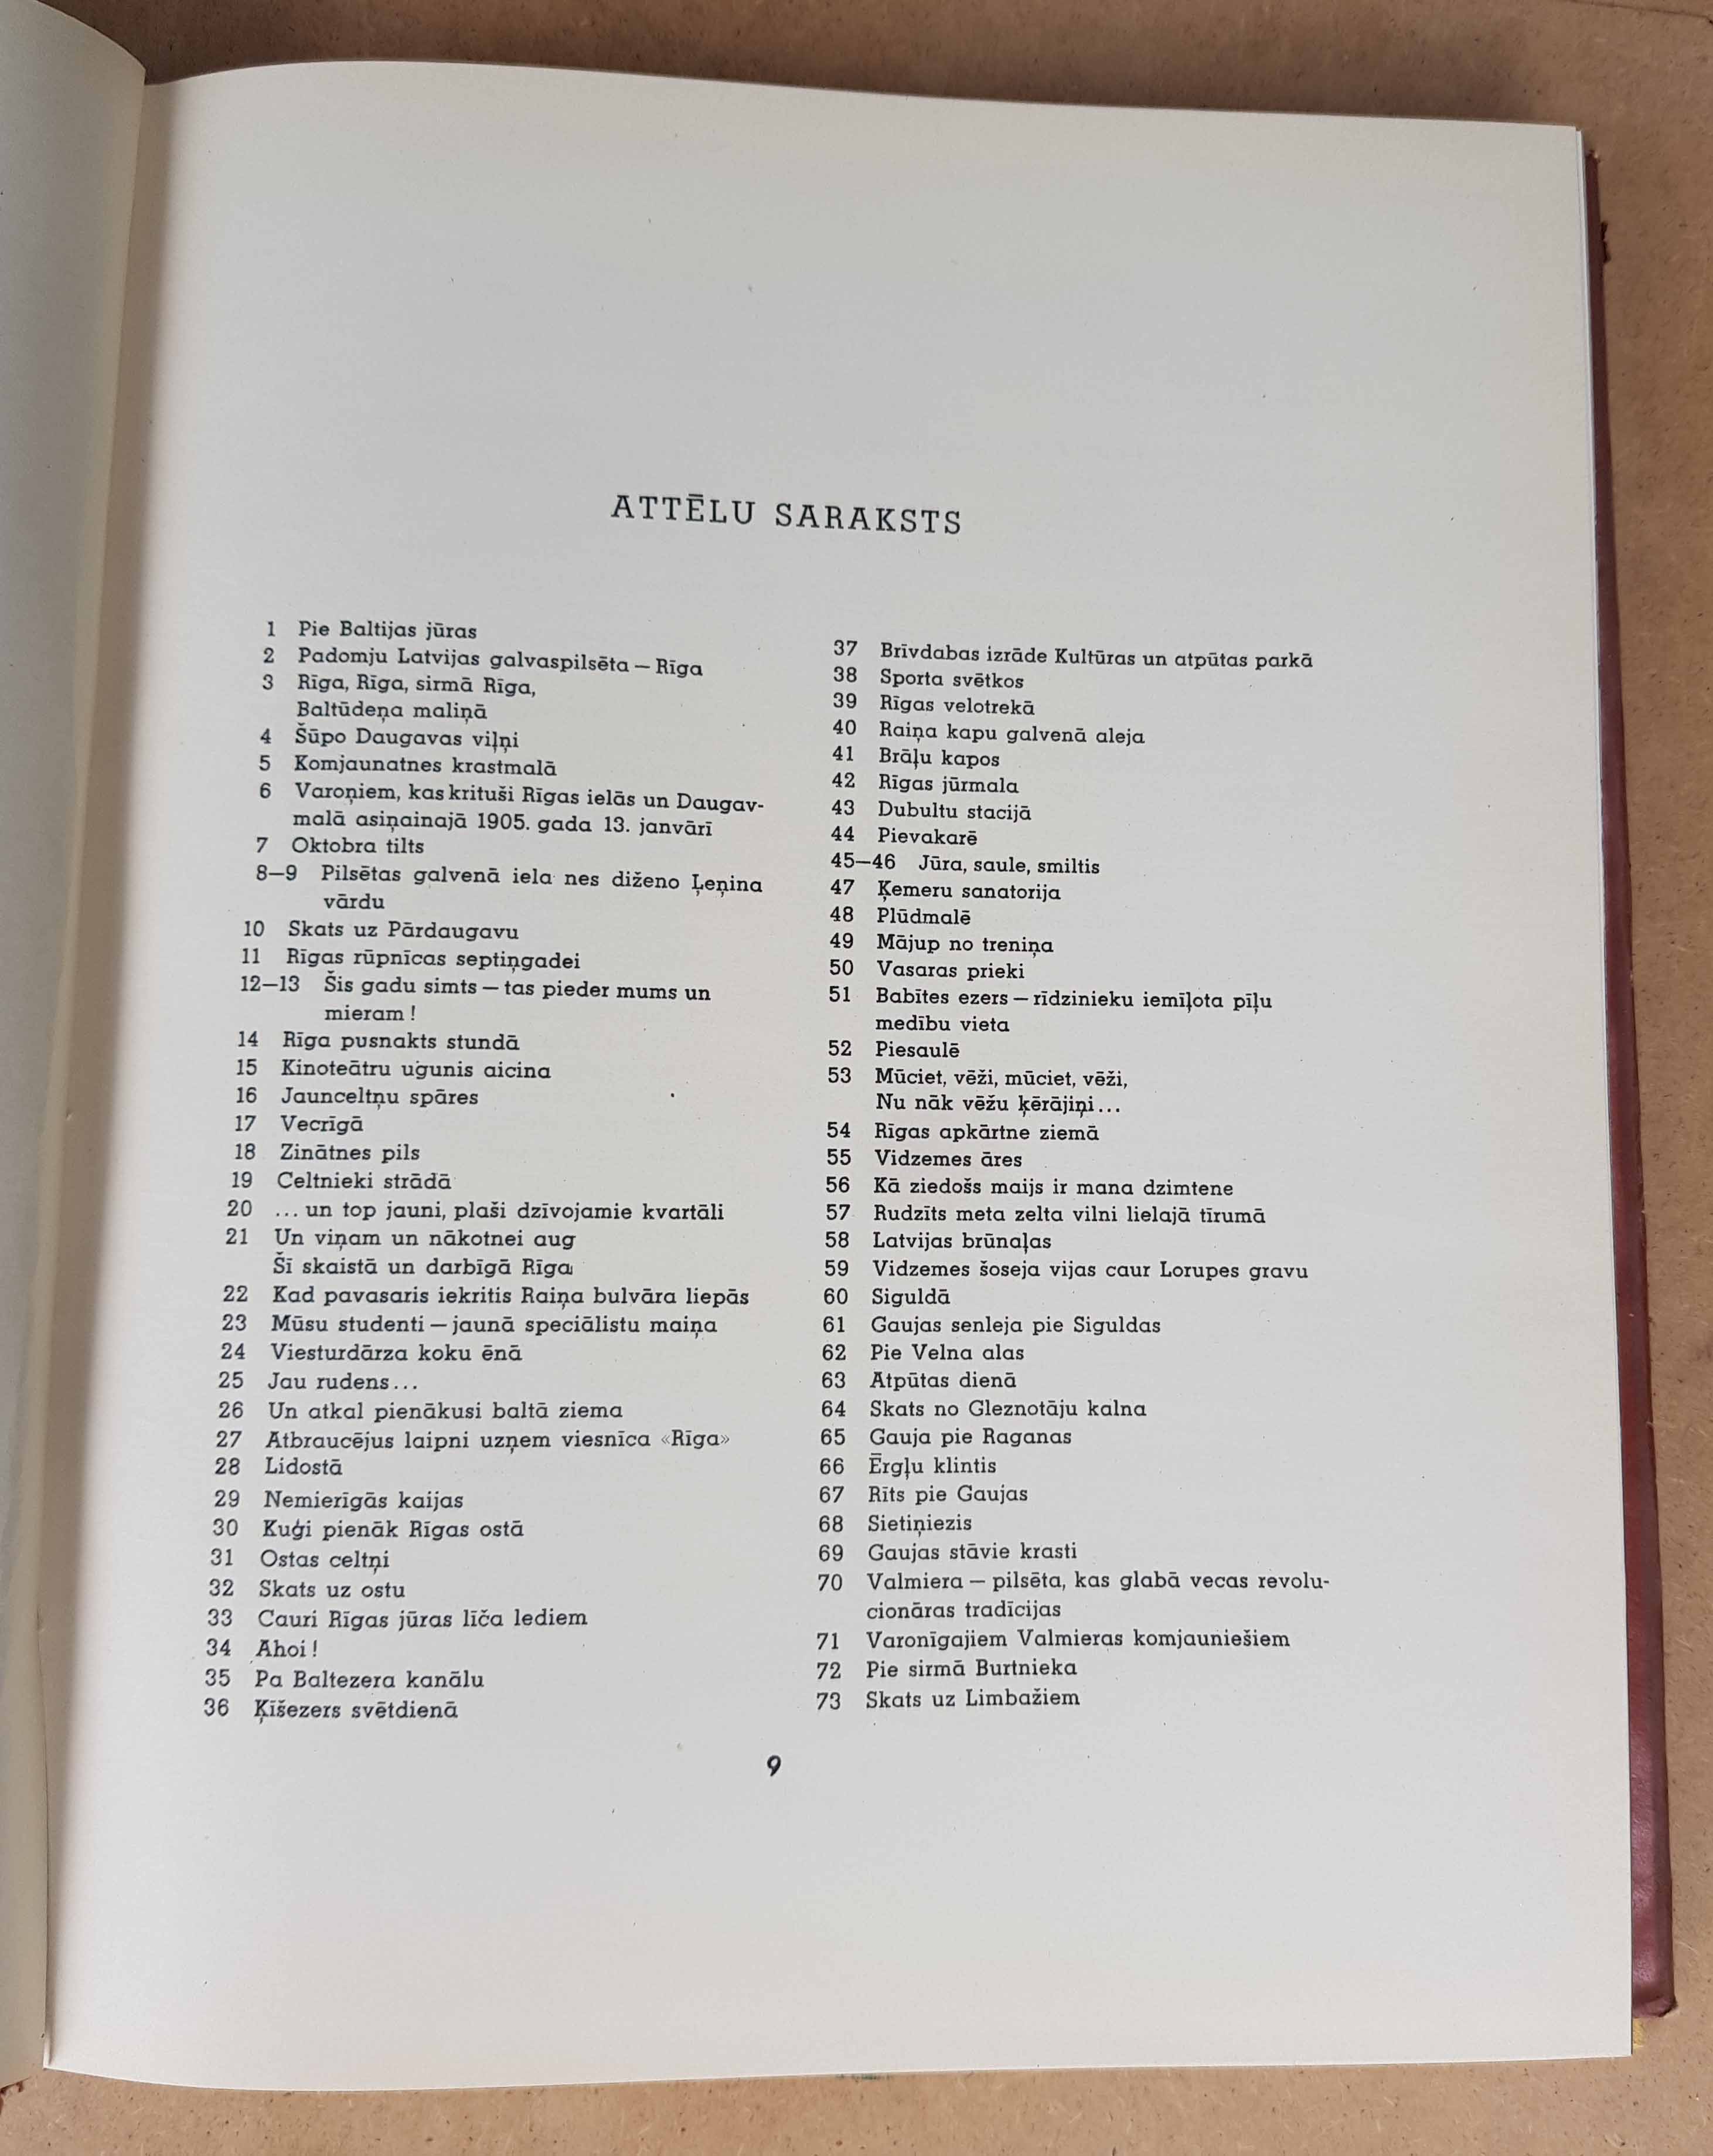 ATTĒLU SARAKSTS
1 Pie Baltijas jūras
2 Padomju Latvijas galvaspilsēta — Rīga
3 Rīga, Rīga, sirmā Rīga,
Baltūdeņa maliņā
4 Šūpo Daugavas viļņi
5 Komjaunatnes krastmalā
6 Varoņiem, kas krituši Rīgas ielās un Daugav-
malā asiņainajā 1905. gada 13. janvārī
7 Oktobra tilts
8—9 Pilsētas galvenā iela nes diženo Ļeņina
vārdu
10 Skats uz Pārdaugavu
11 Rīgas rūpnīcas septiņgadei
12—13 Šis gadu simts — tas pieder mums un
mieram!
14 Rīga pusnakts stundā
15 Kinoteātru ugunis aicina
16 Jaunceltņu spāres
17 Vecrīgā
18 Zinātnes pils
19 Celtnieki strādā
20 ... un top jauni, plaši dzīvojamie kvartāli
21 Un viņam un nākotnei aug
Šī skaistā un darbīgā Rīga
22 Kad pavasaris iekritis Raiņa bulvāra liepās
23 Mūsu studenti — jaunā speciālistu maiņa
24 Viesturdārza koku ēnā
25 Jau rudens...
26 Un atkal pienākusi baltā ziema
27 Atbraucējus laipni uzņem viesnīca «Rīga»
28 Lidostā
29 Nemierīgās kaijas
30 Kuģi pienāk Rīgas ostā
31 Ostas celtņi
32 Skats uz ostu
33 Cauri Rīgas jūras līča lediem
34 Ahoi!
35 Pa Baltezera kanālu
36 Ķīšezers svētdienā
37 Brīvdabas izrāde Kultūras un atpūtas parkā
38 Sporta svētkos
39 Rīgas velotrekā
40 Raiņa kapu galvenā aleja
41 Brāļu kapos
42 Rīgas jūrmala
43 Dubultu stacijā
44 Pievakarē
45—46 Jūra, saule, smiltis
47 Ķemeru sanatorija
48 Plūdmalē
49 Mājup no treniņa
50 Vasaras prieki
51 Babītes ezers — rīdzinieku iemīļota pīļu
medību vieta
52 Piesaulē
53 Mūciet, vēži, mūciet, vēži,
Nu nāk vēžu ķērājiņi...
54 Rīgas apkārtne ziemā
55 Vidzemes āres
56 Kā ziedošs maijs ir mana dzimtene
57 Rudzīts meta zelta vilni lielajā tīrumā
58 Latvijas brūnaļas
59 Vidzemes šoseja vijas caur Lorupes gravu
60 Siguldā
61 Gaujas senleja pie Siguldas
62 Pie Velna alas
63 Atpūtas dienā
64 Skats no Gleznotāju kalna
65 Gauja pie Raganas
66 Ērgļu klintis
67 Rīts pie Gaujas
68 Sietiņiezis
69 Gaujas stāvie krasti
70 Valmiera — pilsēta, kas glabā vecas revolu-
cionāras tradīcijas
71 Varonīgajiem Valmieras komjauniešiem
72 Pie sirmā Burtnieka
73 Skats uz Limbažiem
9